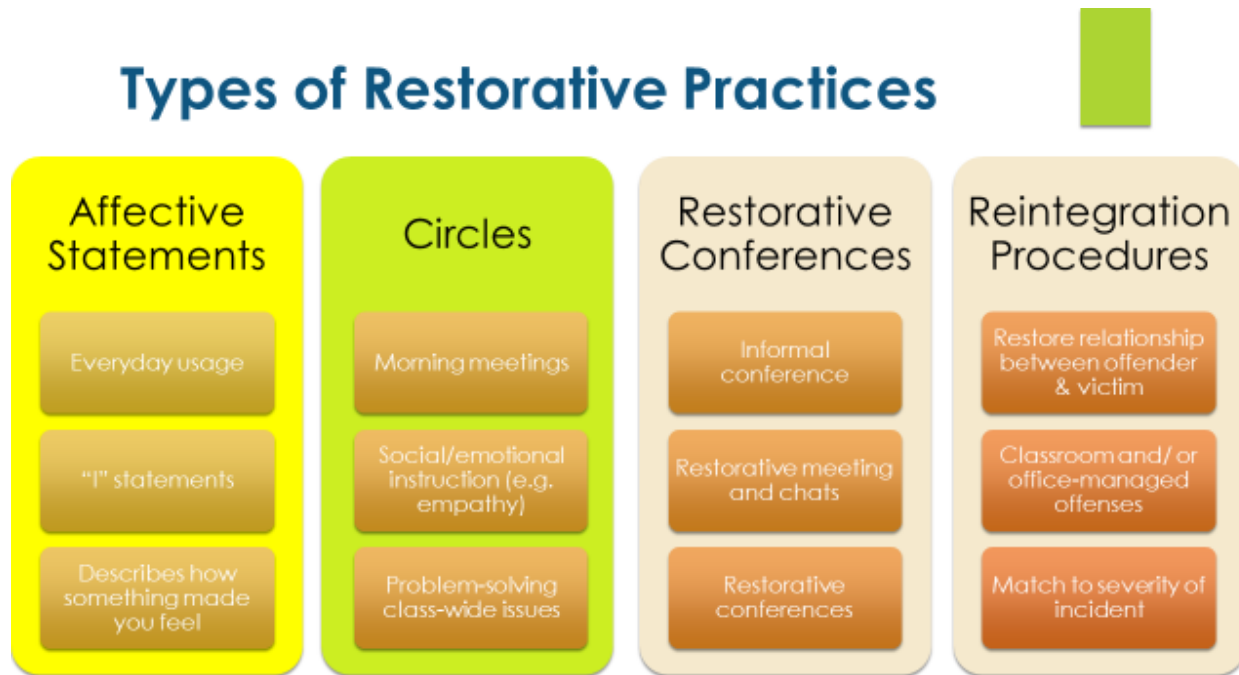 Types of Restorative Practices
Affective
Statements
Everyday usage
“I” statements
Describes how
something made
you feel
Circles
Morning meetings
Social/emotional
instruction (e.g.
empathy)
Problem-solving
class-wide issues
Restorative
Conferences
Informal
conference
Restorative meeting
and chats
Restorative
conferences
Reintegration
Procedures
Restore relationship
between offender
& victim
Classroom and/ or
office-managed
offenses
Match to severity of
incident